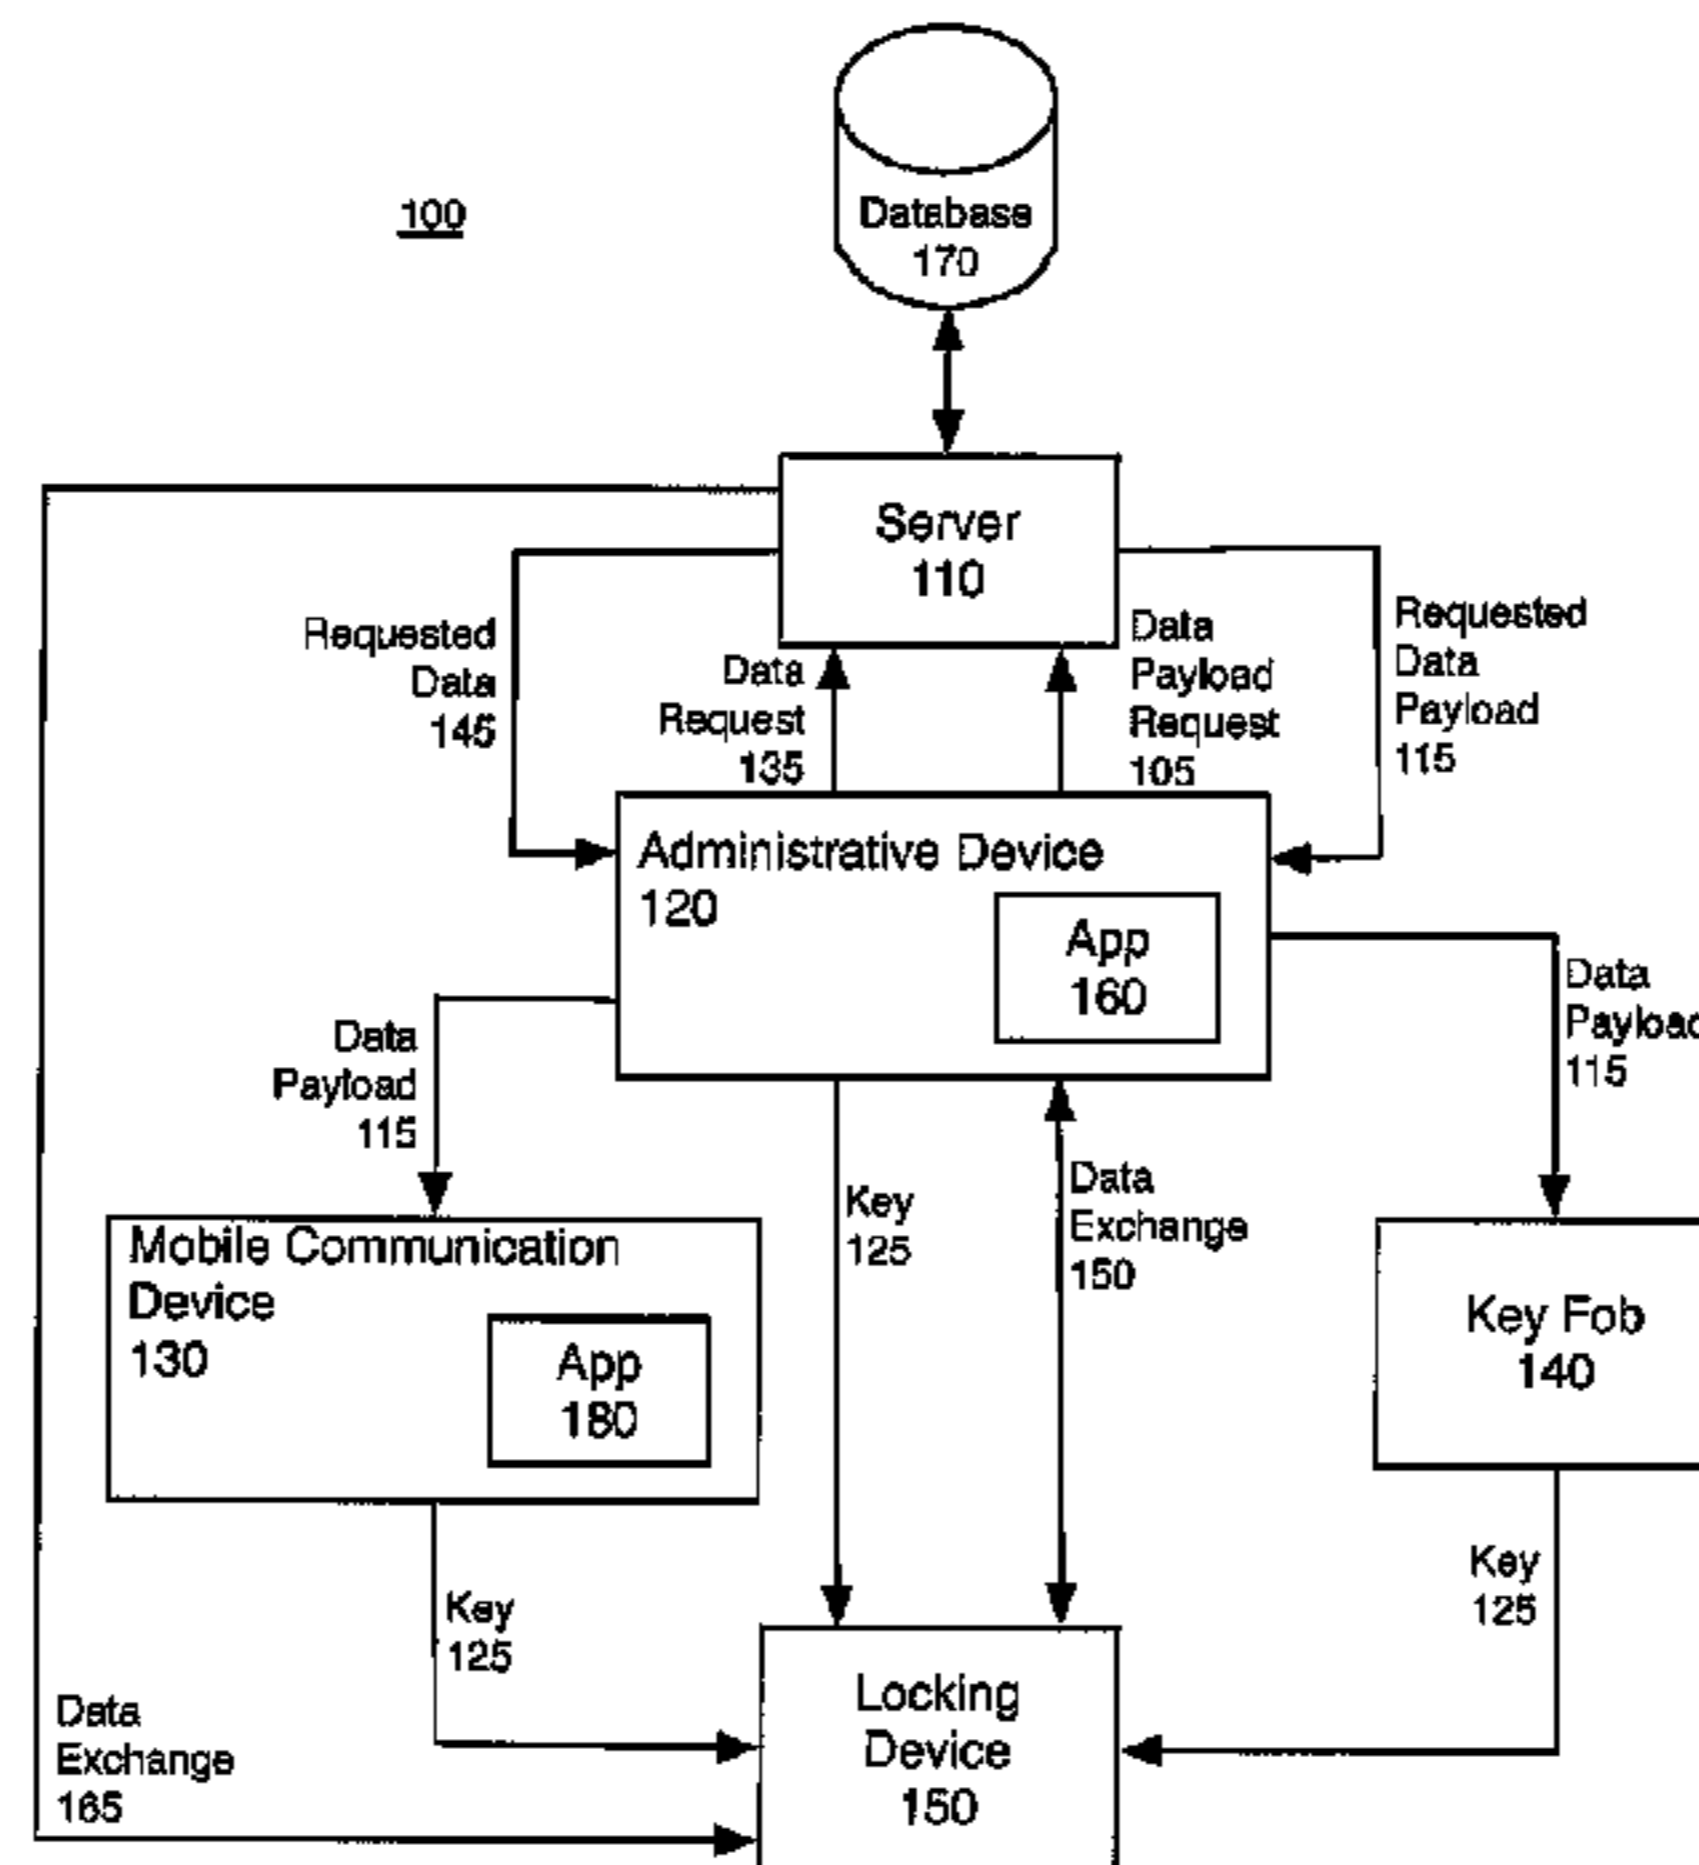 100
Database
170
Server
110
Requested
Data
145
Data
Request
135
Data
Payload
Request
105
Requested
Data
Payload
115
Administrative Device
120
App
160
Data
Payload
115
Data
Payload
115
Mobile Communication
Device
130
App
180
Key
125
Data
Exchange
150
Key Fob
140
Key
125
Key
125
Locking
Device
150
Data
Exchange
165